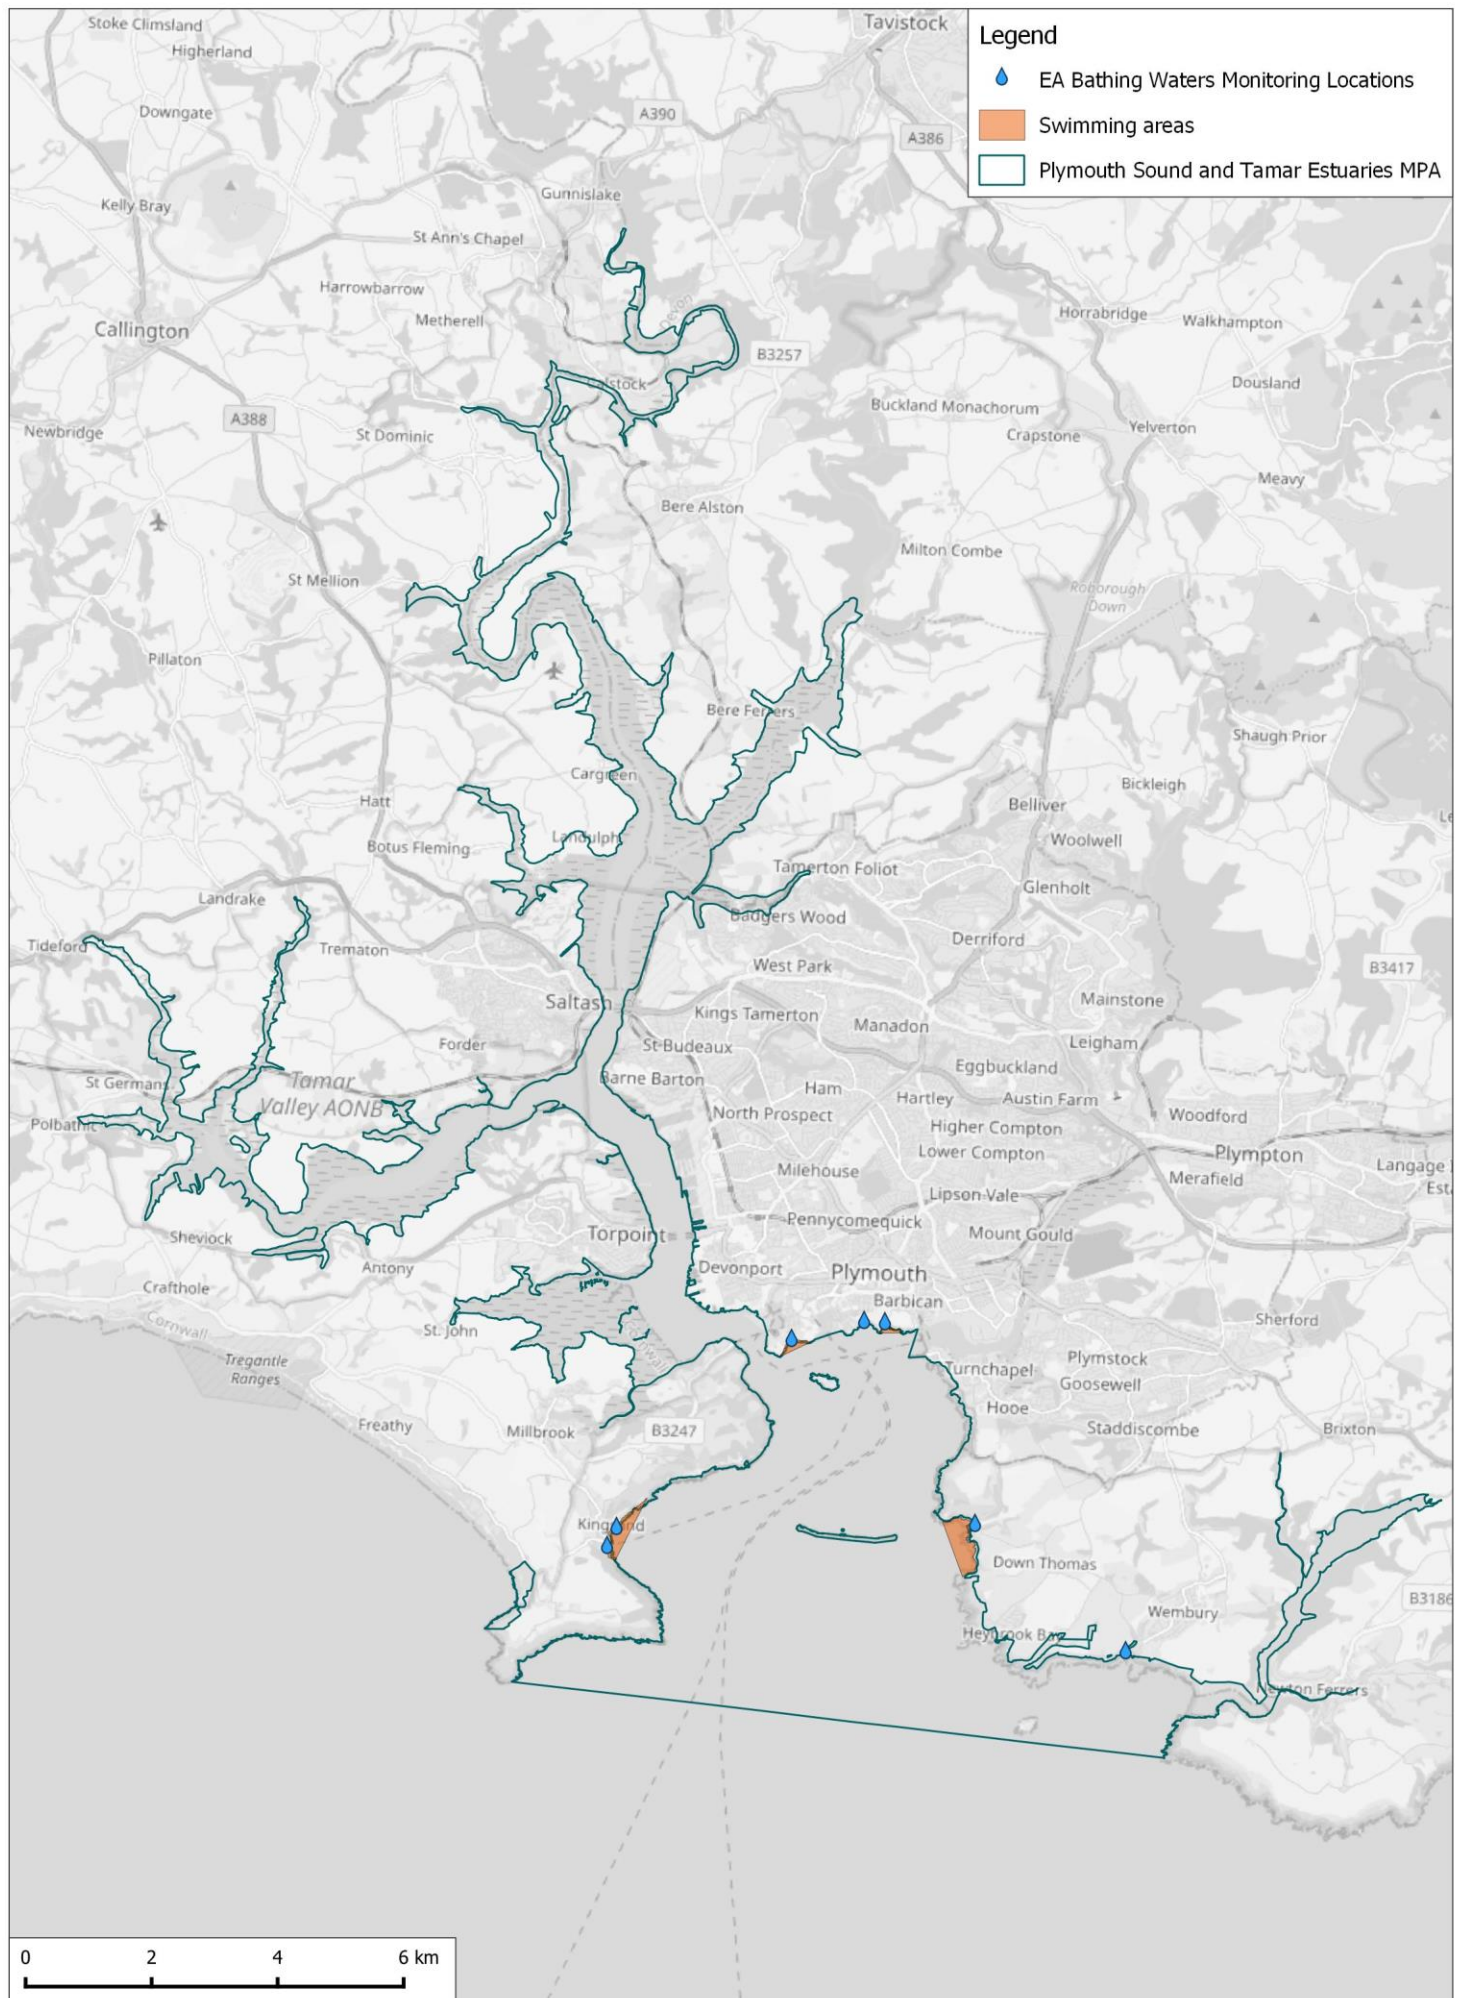 Stoke Climsland
Tavistock
Legend
Higherland
EA Bathing Waters Monitoring Locations
Downgate
A390
Swimming areas
A386
Plymouth Sound and Tamar Estuaries MPA
Gunnislake
Kelly Bray
St Ann's Chapel
Harrowbarrow
Devon
Metherell
Horrabridge
Walkhampton
Callington
B3257
Dousland
Buckland Monachorum
A388
Newbridge
St Dominic
Crapstone
Yelverton
Meavy
Bere Alston
Milton Combe
St Mellion
Roborough
Down
Pillaton
Bere Ferrers
Shaugh Prior
Cargreen
Bickleigh
Hatt
Belliver
Landulph
Woolwell
Botus Fleming
Tamerton Foliot
Glenholt
Landrake
Badgers Wood
Tideford
Trematon
Derriford
West Park
B3417
Saltash
Kings Tamerton
Mainstone
Manadon
Forder
St Budeaux
Leigham
Eggbuckland
St Germans
Tamar
Valley AONB
Barne Barton
Ham
Hartley
Austin Farm
North Prospect
Woodford
Higher Compton
Lower Compton
Plympton
Langage
Milehouse
Merafield
Lipson Vale
Pennycomequick
Mount Gould
Sheviock
Torpoint
Antony
Devonport
Plymouth
Crafthole
Barbican
Cornwall
St. John
Sherford
Tregantle
Ranges
Turnchapel
Plymstock
Goosewell
Hooe
Freathy
Millbrook
B3247
Staddiscombe
Brixton
Down Thomas
Wembury
B3186
Newton Ferrers
0 2 4 6 km